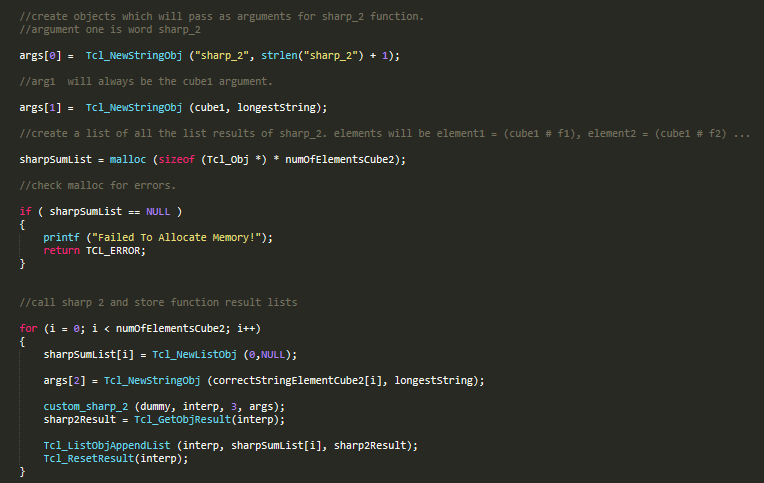 //create objects which will pass as arguments for sharp_2 function.
//argument one is word sharp_2
args[0] =  Tcl_NewStringObj ("sharp_2", strlen("sharp_2") + 1);
//arg1  will always be the cube1 argument.
args[1] =  Tcl_NewStringObj (cube1, longestString);
//create a list of all the list results of sharp_2. elements will be element1 = (cube1 # f1), element2 = (cube1 # f2) ...
sharpSumList = malloc (sizeof (Tcl_Obj *) * numOfElementsCube2);
//check malloc for errors.
if ( sharpSumList == NULL )
{
    printf ("Failed To Allocate Memory!");
    return TCL_ERROR;
}
//call sharp 2 and store function result lists
for (i = 0; i < numOfElementsCube2; i++)
{
    sharpSumList[i] = Tcl_NewListObj (0,NULL);
    args[2] = Tcl_NewStringObj (correctStringElementCube2[i], longestString);
    custom_sharp_2 (dummy, interp, 3, args);
    sharp2Result = Tcl_GetObjResult(interp);
    Tcl_ListObjAppendList (interp, sharpSumList[i], sharp2Result);
    Tcl_ResetResult(interp);
}